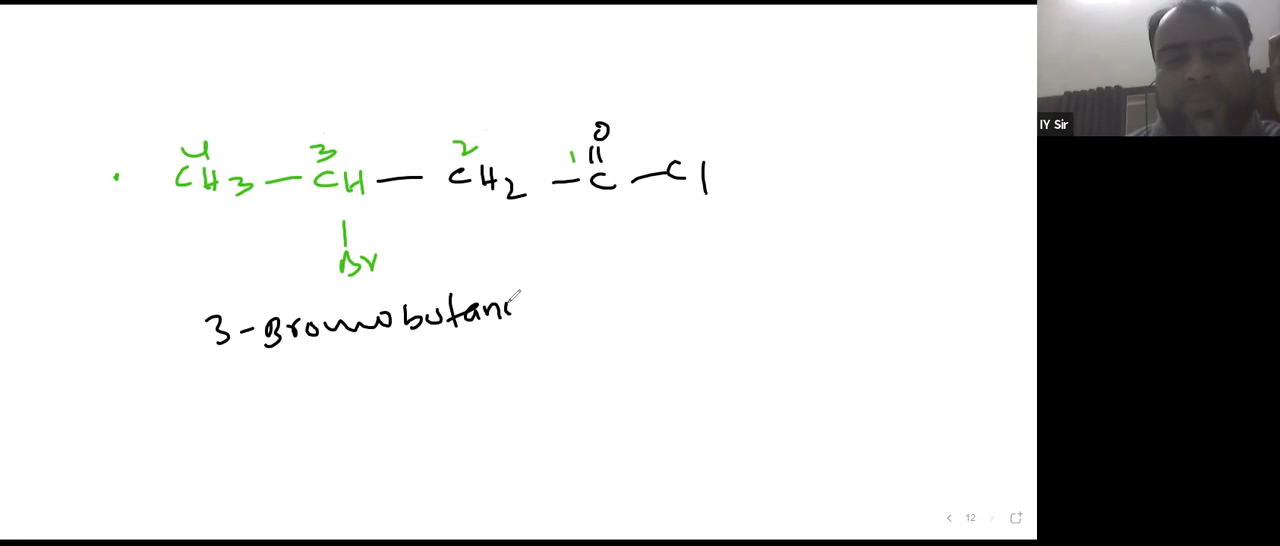 4 3 2 1 O
CH3 — CH — CH2 — C — Cl
Br
3-Bromobutan
IY Sir
12